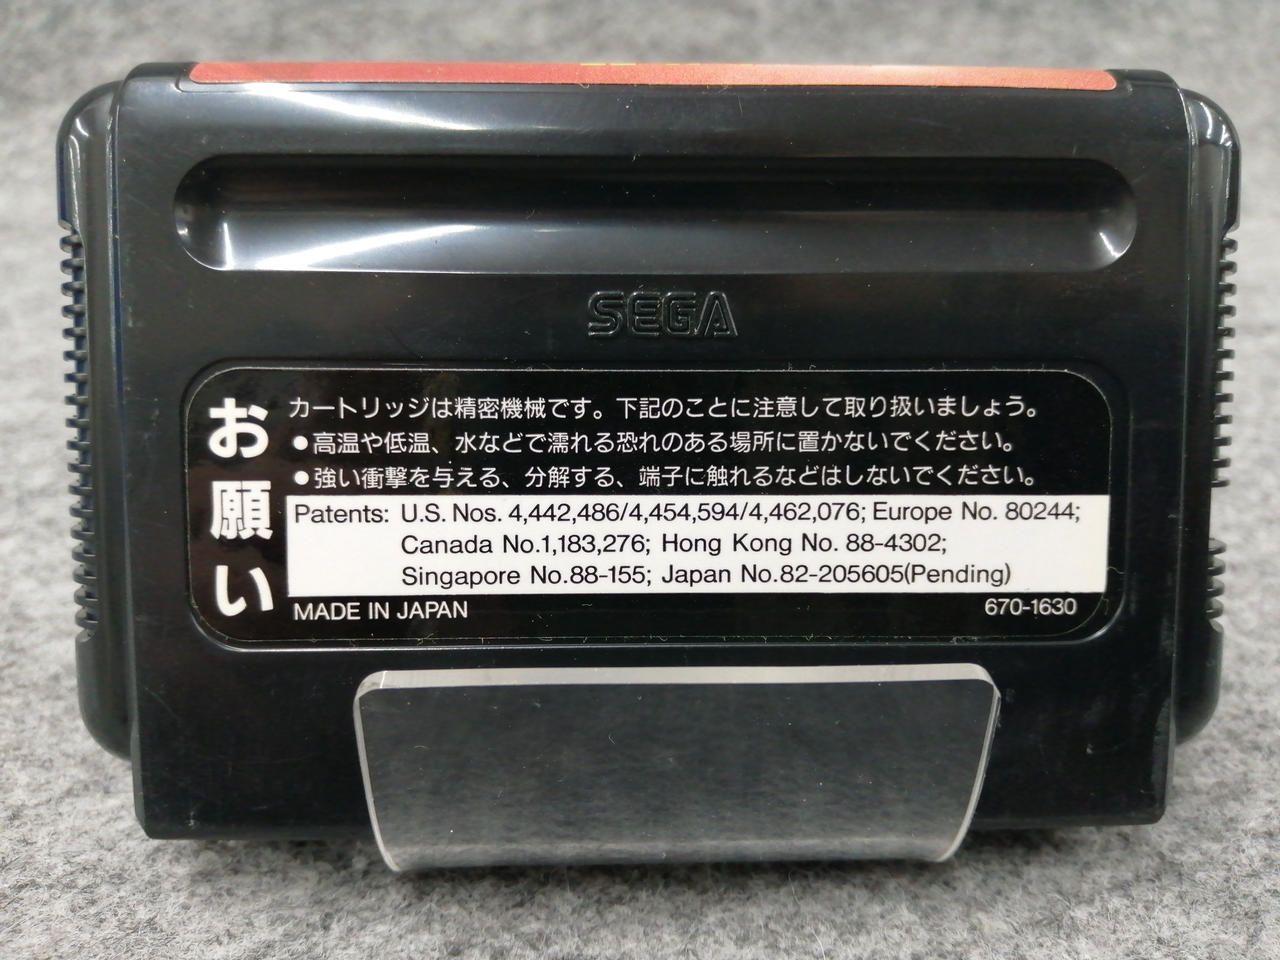 SEGA
お願い
カートリッジは精密機械です。下記のことに注意して取り扱いましょう。
●高温や低温、水などで濡れる恐れのある場所に置かないでください。
●強い衝撃を与える、分解する、端子に触れるなどはしないでください。
Patents: U.S. Nos. 4,442,486/4,454,594/4,462,076; Europe No. 80244;
Canada No.1,183,276; Hong Kong No. 88-4302;
Singapore No.88-155; Japan No.82-205605(Pending)
MADE IN JAPAN 670-1630